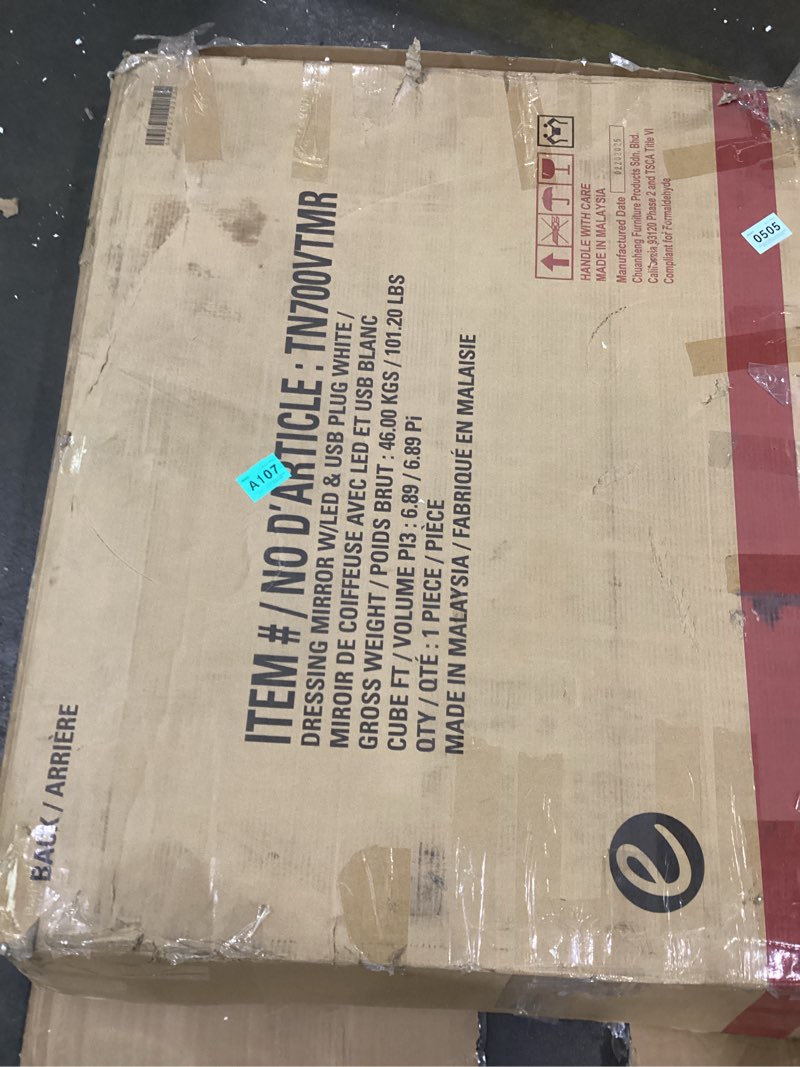 BACK / ARRIÈRE
ITEM # / NO D'ARTICLE : TN700VTMR
DRESSING MIRROR W/LED & USB PLUG WHITE /
MIROIR DE COIFFEUSE AVEC LED ET USB BLANC
GROSS WEIGHT / POIDS BRUT : 46.00 KGS / 101.20 LBS
CUBE FT / VOLUME PI3 : 6.89 / 6.89 Pi
QTY / QTÉ : 1 PIECE / PIÈCE
MADE IN MALAYSIA / FABRIQUÉ EN MALAISIE
A107
HANDLE WITH CARE
MADE IN MALAYSIA
Manufactured Date
Chuanheng Furniture Products Sdn. Bhd.
California 93120 Phase 2 and TSCA Title VI
Compliant for Formaldehyde
0505
e